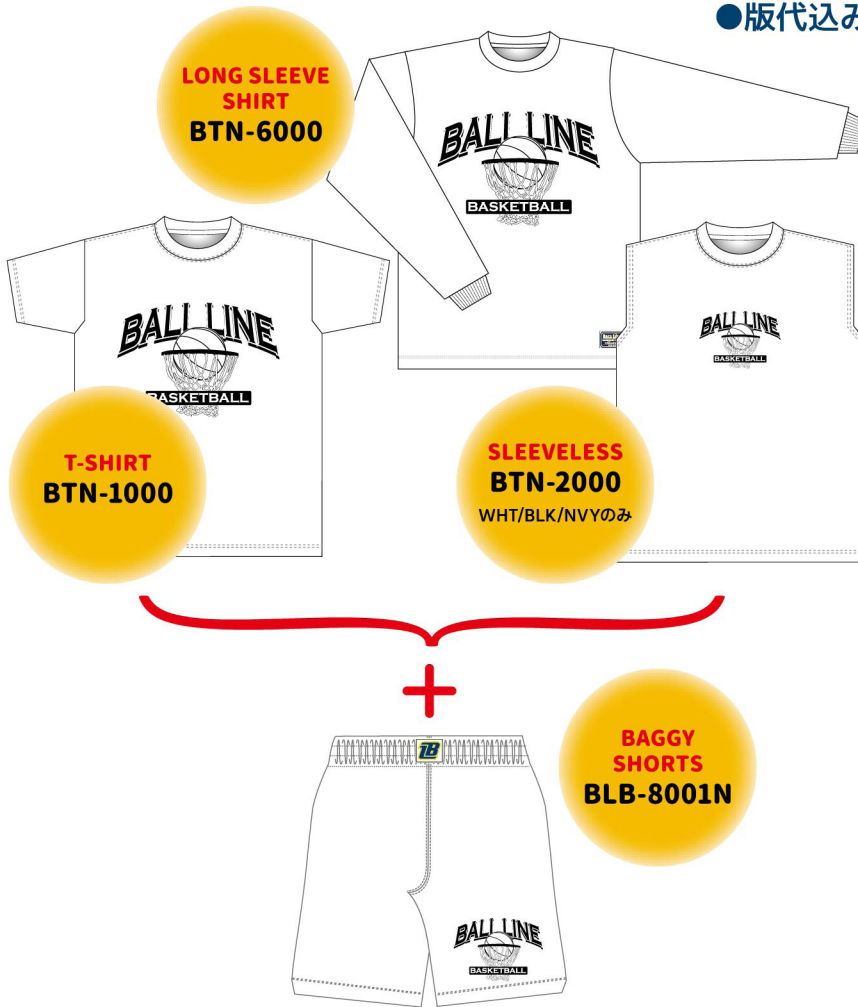 ●版代込み
LONG SLEEVE
SHIRT
BTN-6000
BALL LINE
BASKETBALL
BALL LINE
BASKETBALL
BALL LINE
BASKETBALL
T-SHIRT
BTN-1000
SLEEVELESS
BTN-2000
WHT/BLK/NVYのみ
+
BAGGY
SHORTS
BLB-8001N
BALL LINE
BASKETBALL